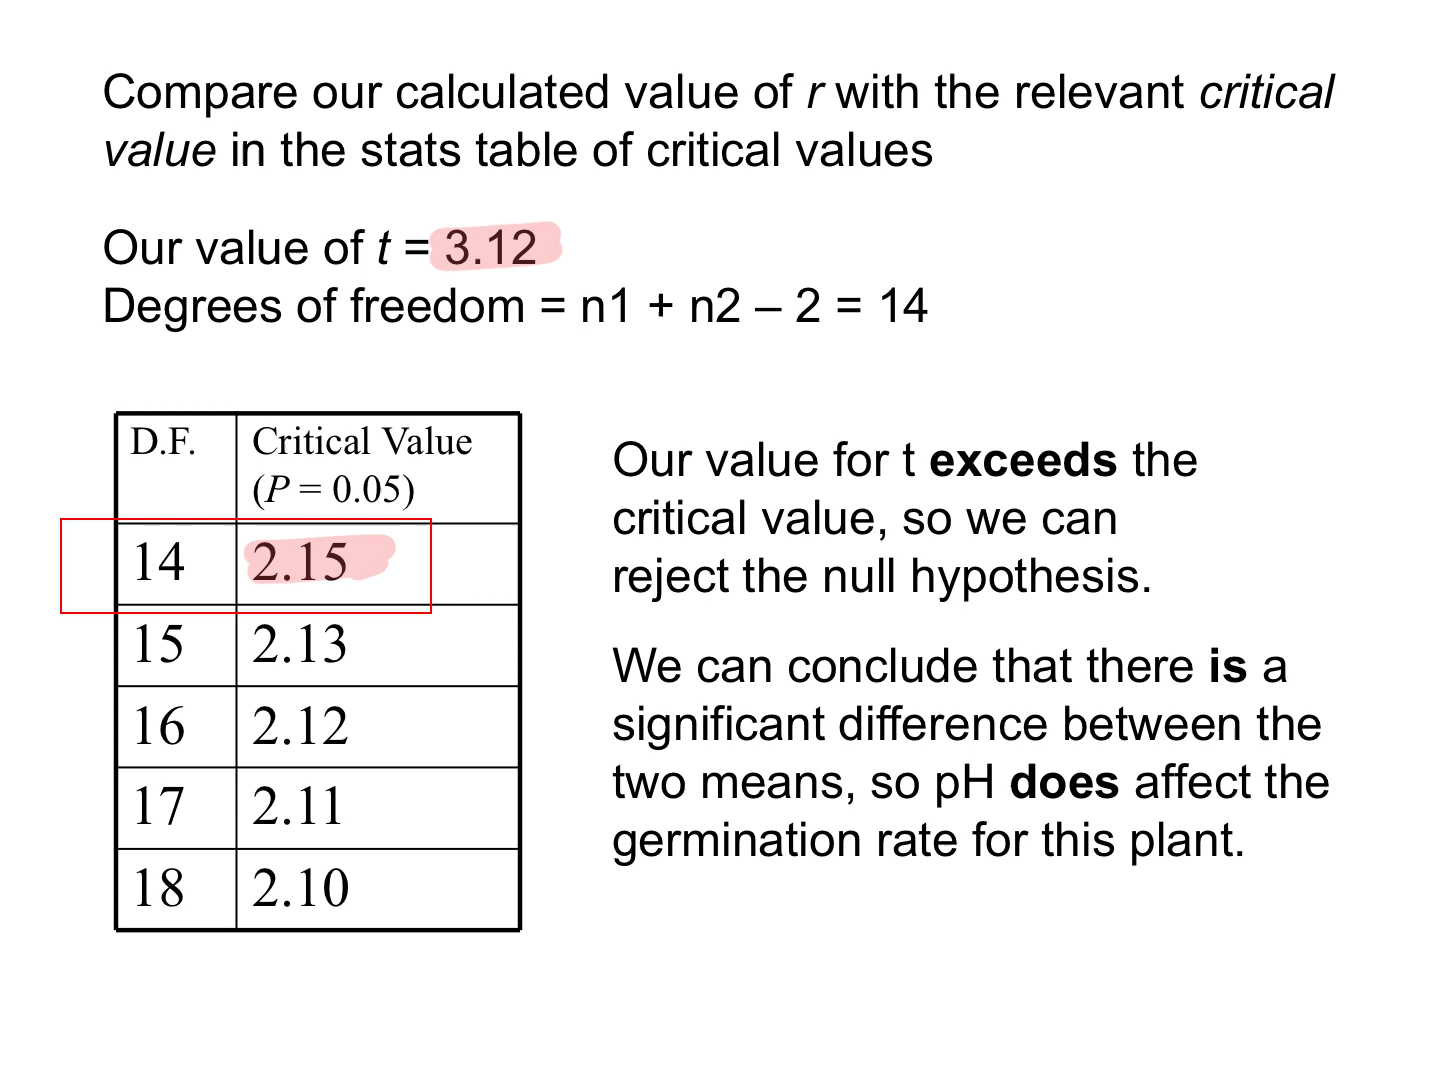 Compare our calculated value of r with the relevant critical
value in the stats table of critical values
Our value of t = 3.12
Degrees of freedom = n1 + n2 – 2 = 14
D.F. Critical Value
(P = 0.05)
14 2.15
15 2.13
16 2.12
17 2.11
18 2.10
Our value for t exceeds the
critical value, so we can
reject the null hypothesis.
We can conclude that there is a
significant difference between the
two means, so pH does affect the
germination rate for this plant.